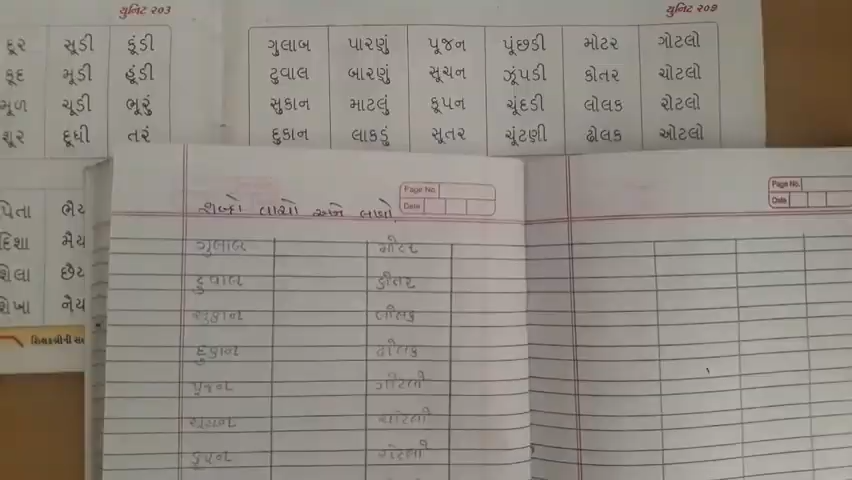 યુનિટ ૨૦૩
દૂર સૂડી કૂંડી
કૂદ મૂડી હૂંડી
મૂળ ચૂડી ભૂરું
શૂર દૂધી તરું
યુનિટ ૨૦૭
ગુલાબ પારણું પૂજન પૂંછડી મોટર ગોટલો
ટુવાલ બારણું સૂચન ઝૂંપડી કોતર ચોટલો
સુકાન માટલું કૂપન ચૂંદડી લોલક રોટલો
દુકાન લાકડું સૂતર ચૂંટણી ઢોલક ઓટલો
પિતા
દિશા
Page No.
Date
Page No.
Date
શબ્દો વાંચો અને લખો.
ગુલાબ મોટર
ટુવાલ કોતર
સુકાન લોલક
દુકાન ઢોલક
પૂજન ગોટલો
સૂચન ચોટલો
કૂપન રોટલો